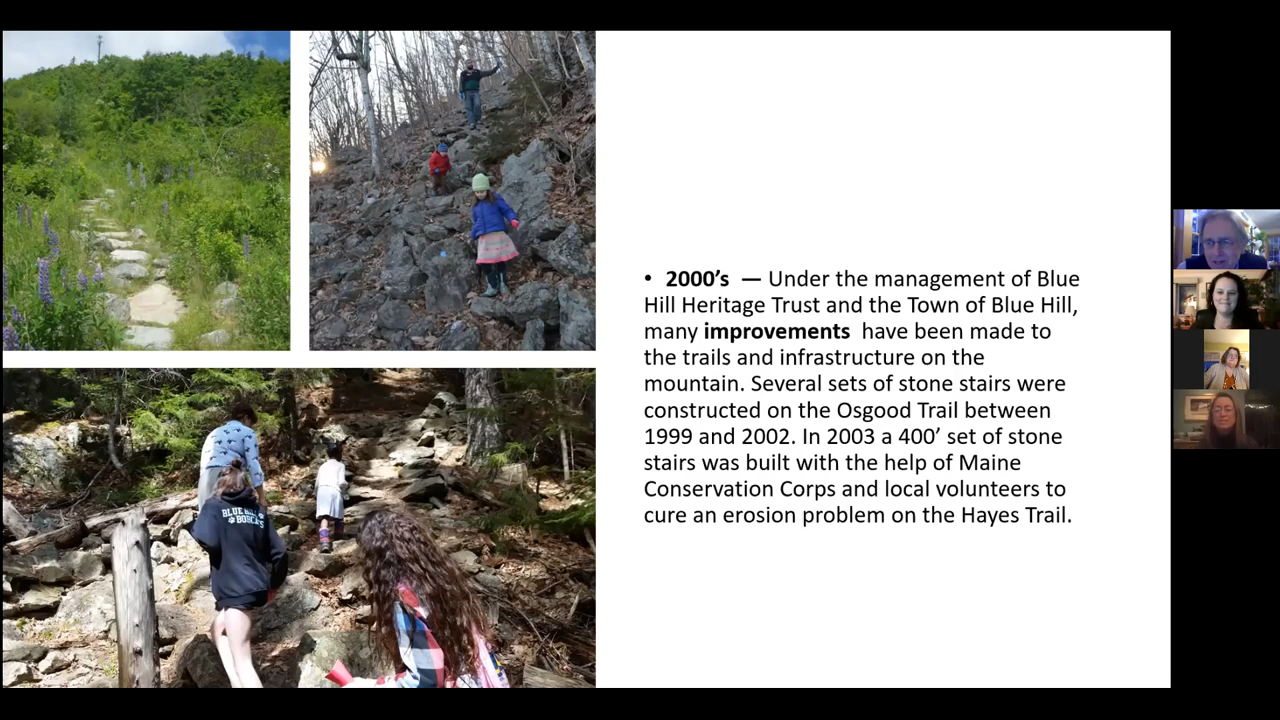 • 2000’s — Under the management of Blue
Hill Heritage Trust and the Town of Blue Hill,
many improvements have been made to
the trails and infrastructure on the
mountain. Several sets of stone stairs were
constructed on the Osgood Trail between
1999 and 2002. In 2003 a 400’ set of stone
stairs was built with the help of Maine
Conservation Corps and local volunteers to
cure an erosion problem on the Hayes Trail.
BLUE HILL
BOBCATS